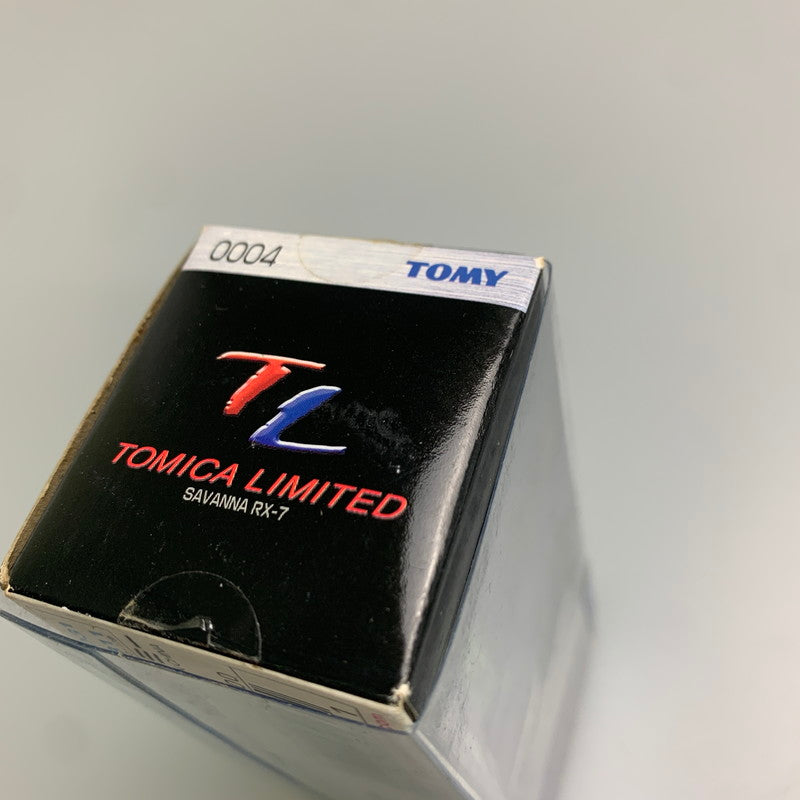 0004
TOMY
TL
TOMICA LIMITED
SAVANNA RX-7